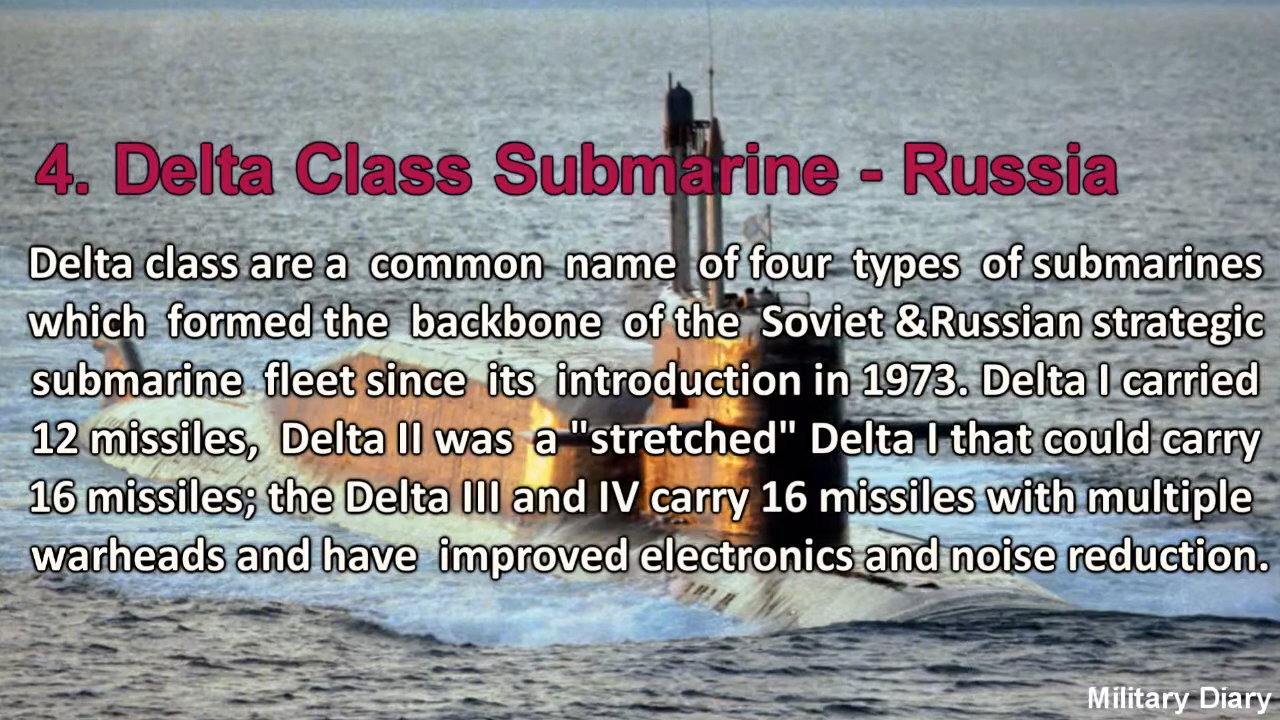 4. Delta Class Submarine - Russia
Delta class are a common name of four types of submarines
which formed the backbone of the Soviet &Russian strategic
submarine fleet since its introduction in 1973. Delta I carried
12 missiles, Delta II was a "stretched" Delta I that could carry
16 missiles; the Delta III and IV carry 16 missiles with multiple
warheads and have improved electronics and noise reduction.
Military Diary